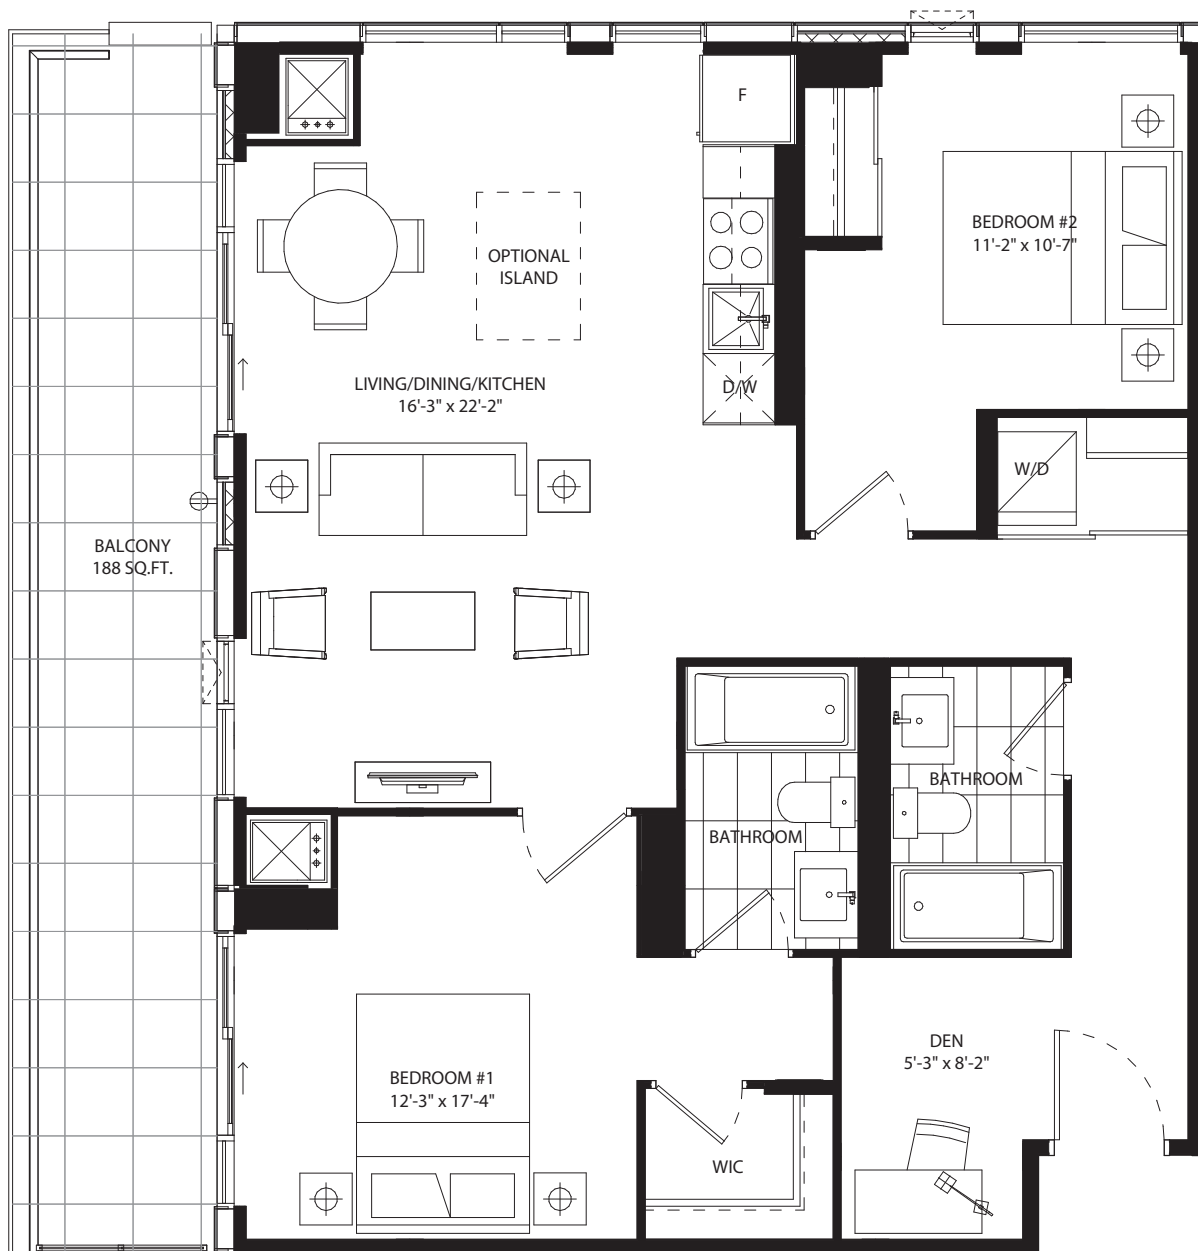 F
BEDROOM #2
11'-2" x 10'-7"
OPTIONAL
ISLAND
LIVING/DINING/KITCHEN
16'-3" x 22'-2"
D/W
W/D
BALCONY
188 SQ.FT.
BATHROOM
BATHROOM
DEN
5'-3" x 8'-2"
BEDROOM #1
12'-3" x 17'-4"
WIC